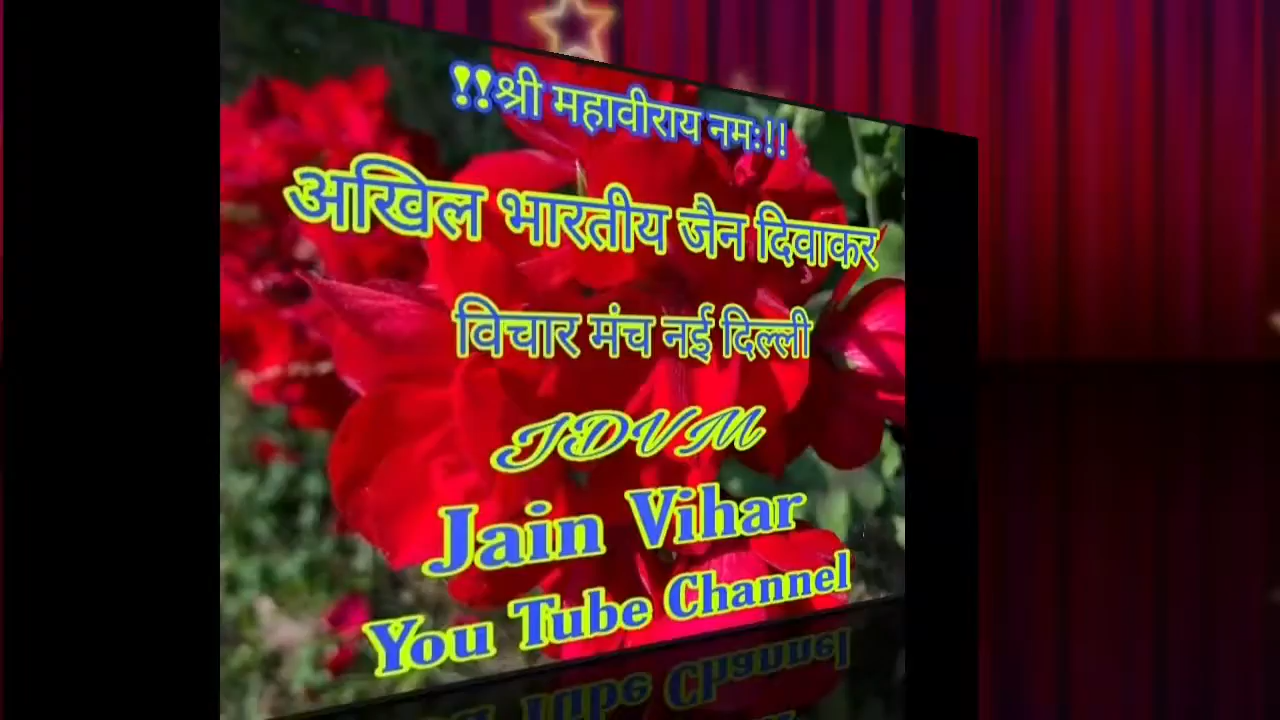 !!श्री महावीराय नमः!!
अखिल भारतीय जैन दिवाकर
विचार मंच नई दिल्ली
JDVM
Jain Vihar
You Tube Channel